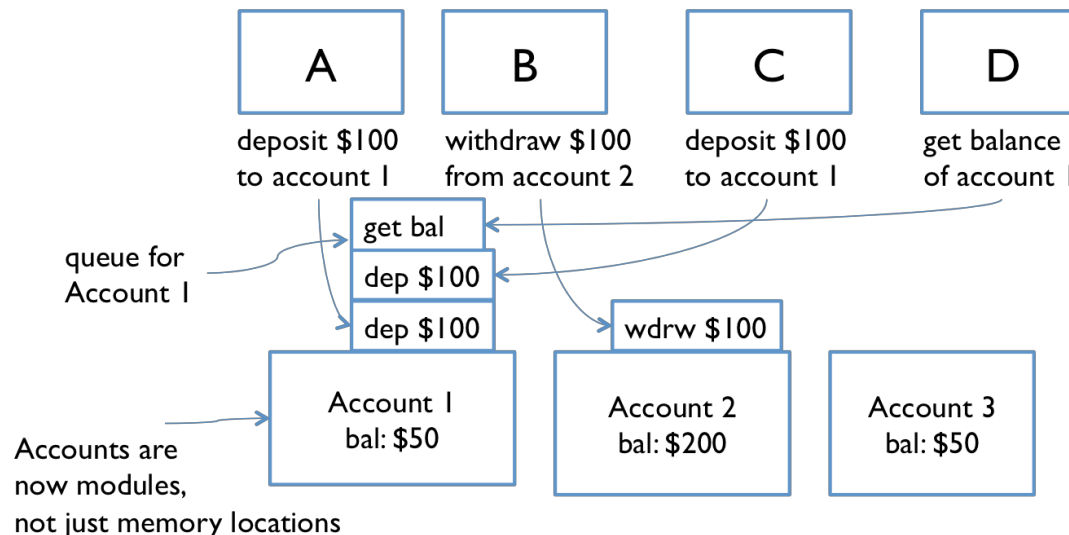 A
B
C
D
deposit $100
to account 1
withdraw $100
from account 2
deposit $100
to account 1
get balance
of account 1
queue for
Account 1
get bal
dep $100
dep $100
wdrw $100
Account 1
bal: $50
Account 2
bal: $200
Account 3
bal: $50
Accounts are
now modules,
not just memory locations